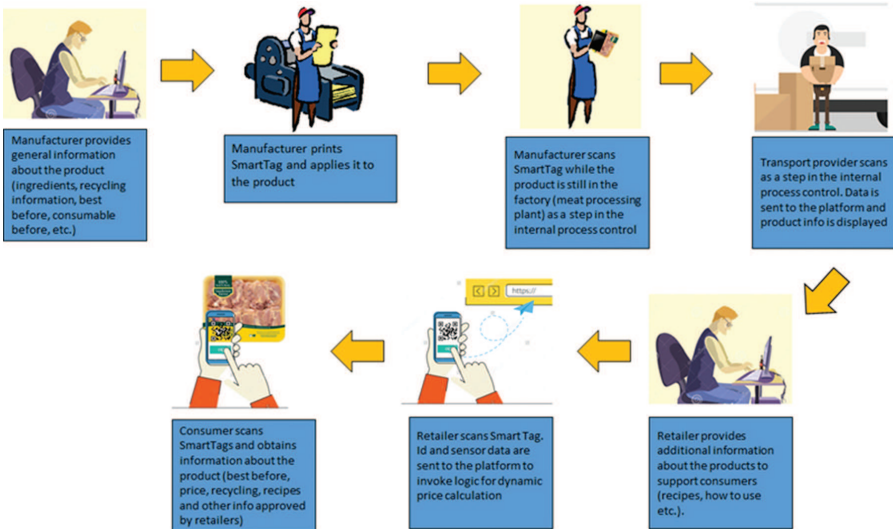 Manufacturer provides
general information
about the product
(ingredients, recycling
information, best
before, consumable
before, etc.)
Manufacturer prints
SmartTag and applies it to
the product
Manufacturer scans
SmartTag while the
product is still in the
factory (meat processing
plant) as a step in the
internal process control
Transport provider scans
as a step in the internal
process control. Data is
sent to the platform and
product info is displayed
https://
Consumer scans
SmartTags and obtains
information about the
product (best before,
price, recycling, recipes
and other info approved
by retailers)
Retailer scans Smart Tag.
Id and sensor data are
sent to the platform to
invoke logic for dynamic
price calculation
Retailer provides
additional information
about the products to
support consumers
(recipes, how to use
etc.).